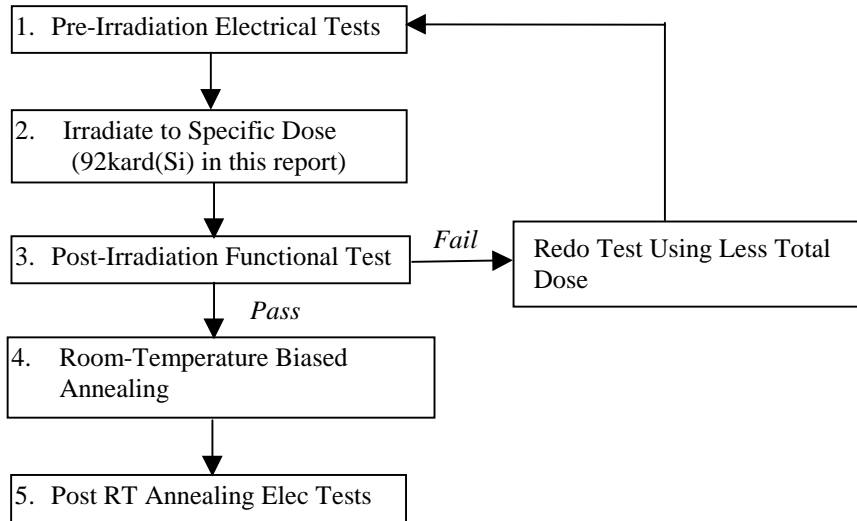 1. Pre-Irradiation Electrical Tests
2. Irradiate to Specific Dose
(92kard(Si) in this report)
3. Post-Irradiation Functional Test
Fail
Redo Test Using Less Total
Dose
Pass
4. Room-Temperature Biased
Annealing
5. Post RT Annealing Elec Tests